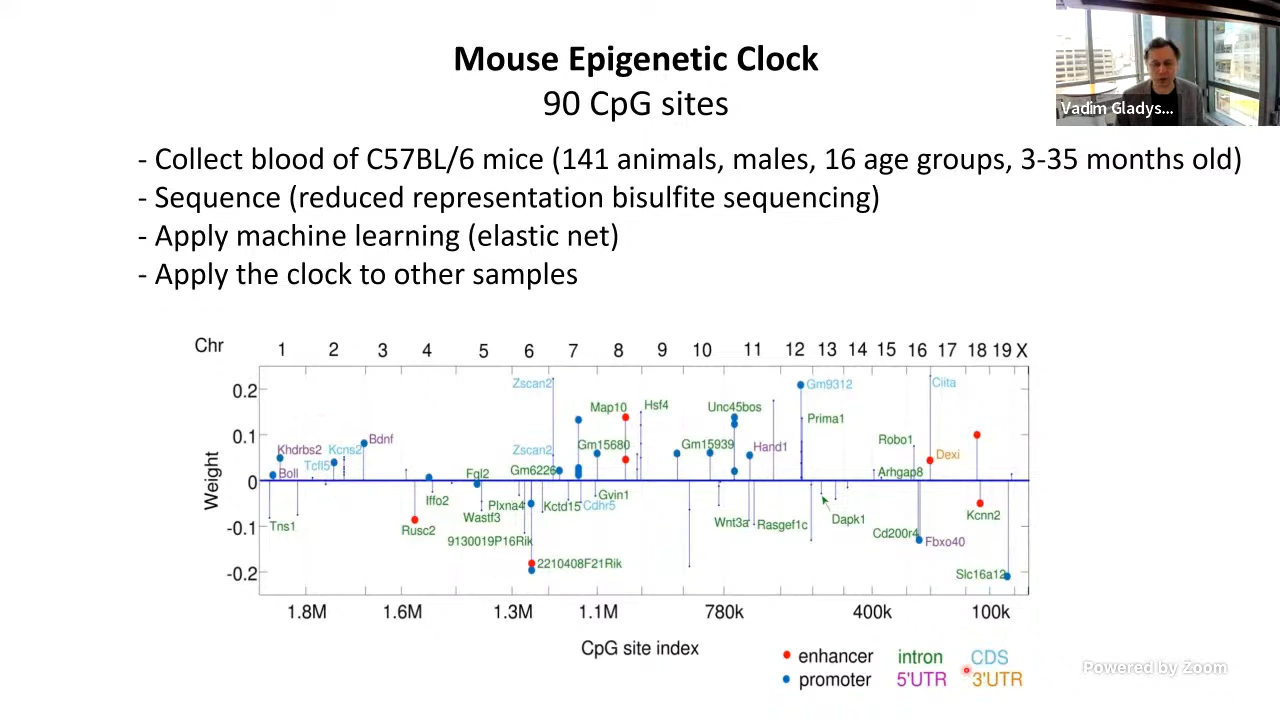 Mouse Epigenetic Clock
90 CpG sites
Vadim Gladys...
- Collect blood of C57BL/6 mice (141 animals, males, 16 age groups, 3-35 months old)
- Sequence (reduced representation bisulfite sequencing)
- Apply machine learning (elastic net)
- Apply the clock to other samples
Chr 1 2 3 4 5 6 7 8 9 10 11 12 13 14 15 16 17 18 19 X
Weight
0.2
0.1
0
-0.1
-0.2
Zscan2 Gm9312 Ciita
Map10 Hsf4 Unc45bos
Prima1
Khdrbs2 Kcns2 Bdnf Zscan2 Gm15680 Gm15939 Hand1 Robo1 Dexi
Boll Tcfl5 Fgl2 Gm6226 Arhgap8
Iffo2 Plxna4 Kctd15 Cdhr5 Gvin1
Tns1 Rusc2 Wastf3 Wnt3a Rasgef1c Dapk1 Kcnn2
9130019P16Rik Cd200r4 Fbxo40
2210408F21Rik Slc16a12
1.8M 1.6M 1.3M 1.1M 780k 400k 100k
CpG site index
enhancer intron CDS
promoter 5'UTR 3'UTR
Powered by Zoom